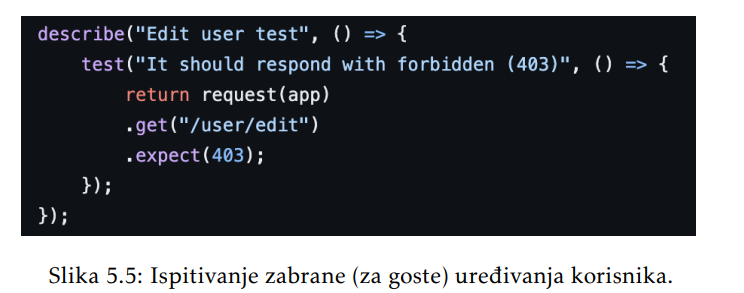 describe("Edit user test", () => {
    test("It should respond with forbidden (403)", () => {
        return request(app)
        .get("/user/edit")
        .expect(403);
    });
});
Slika 5.5: Ispitivanje zabrane (za goste) uređivanja korisnika.